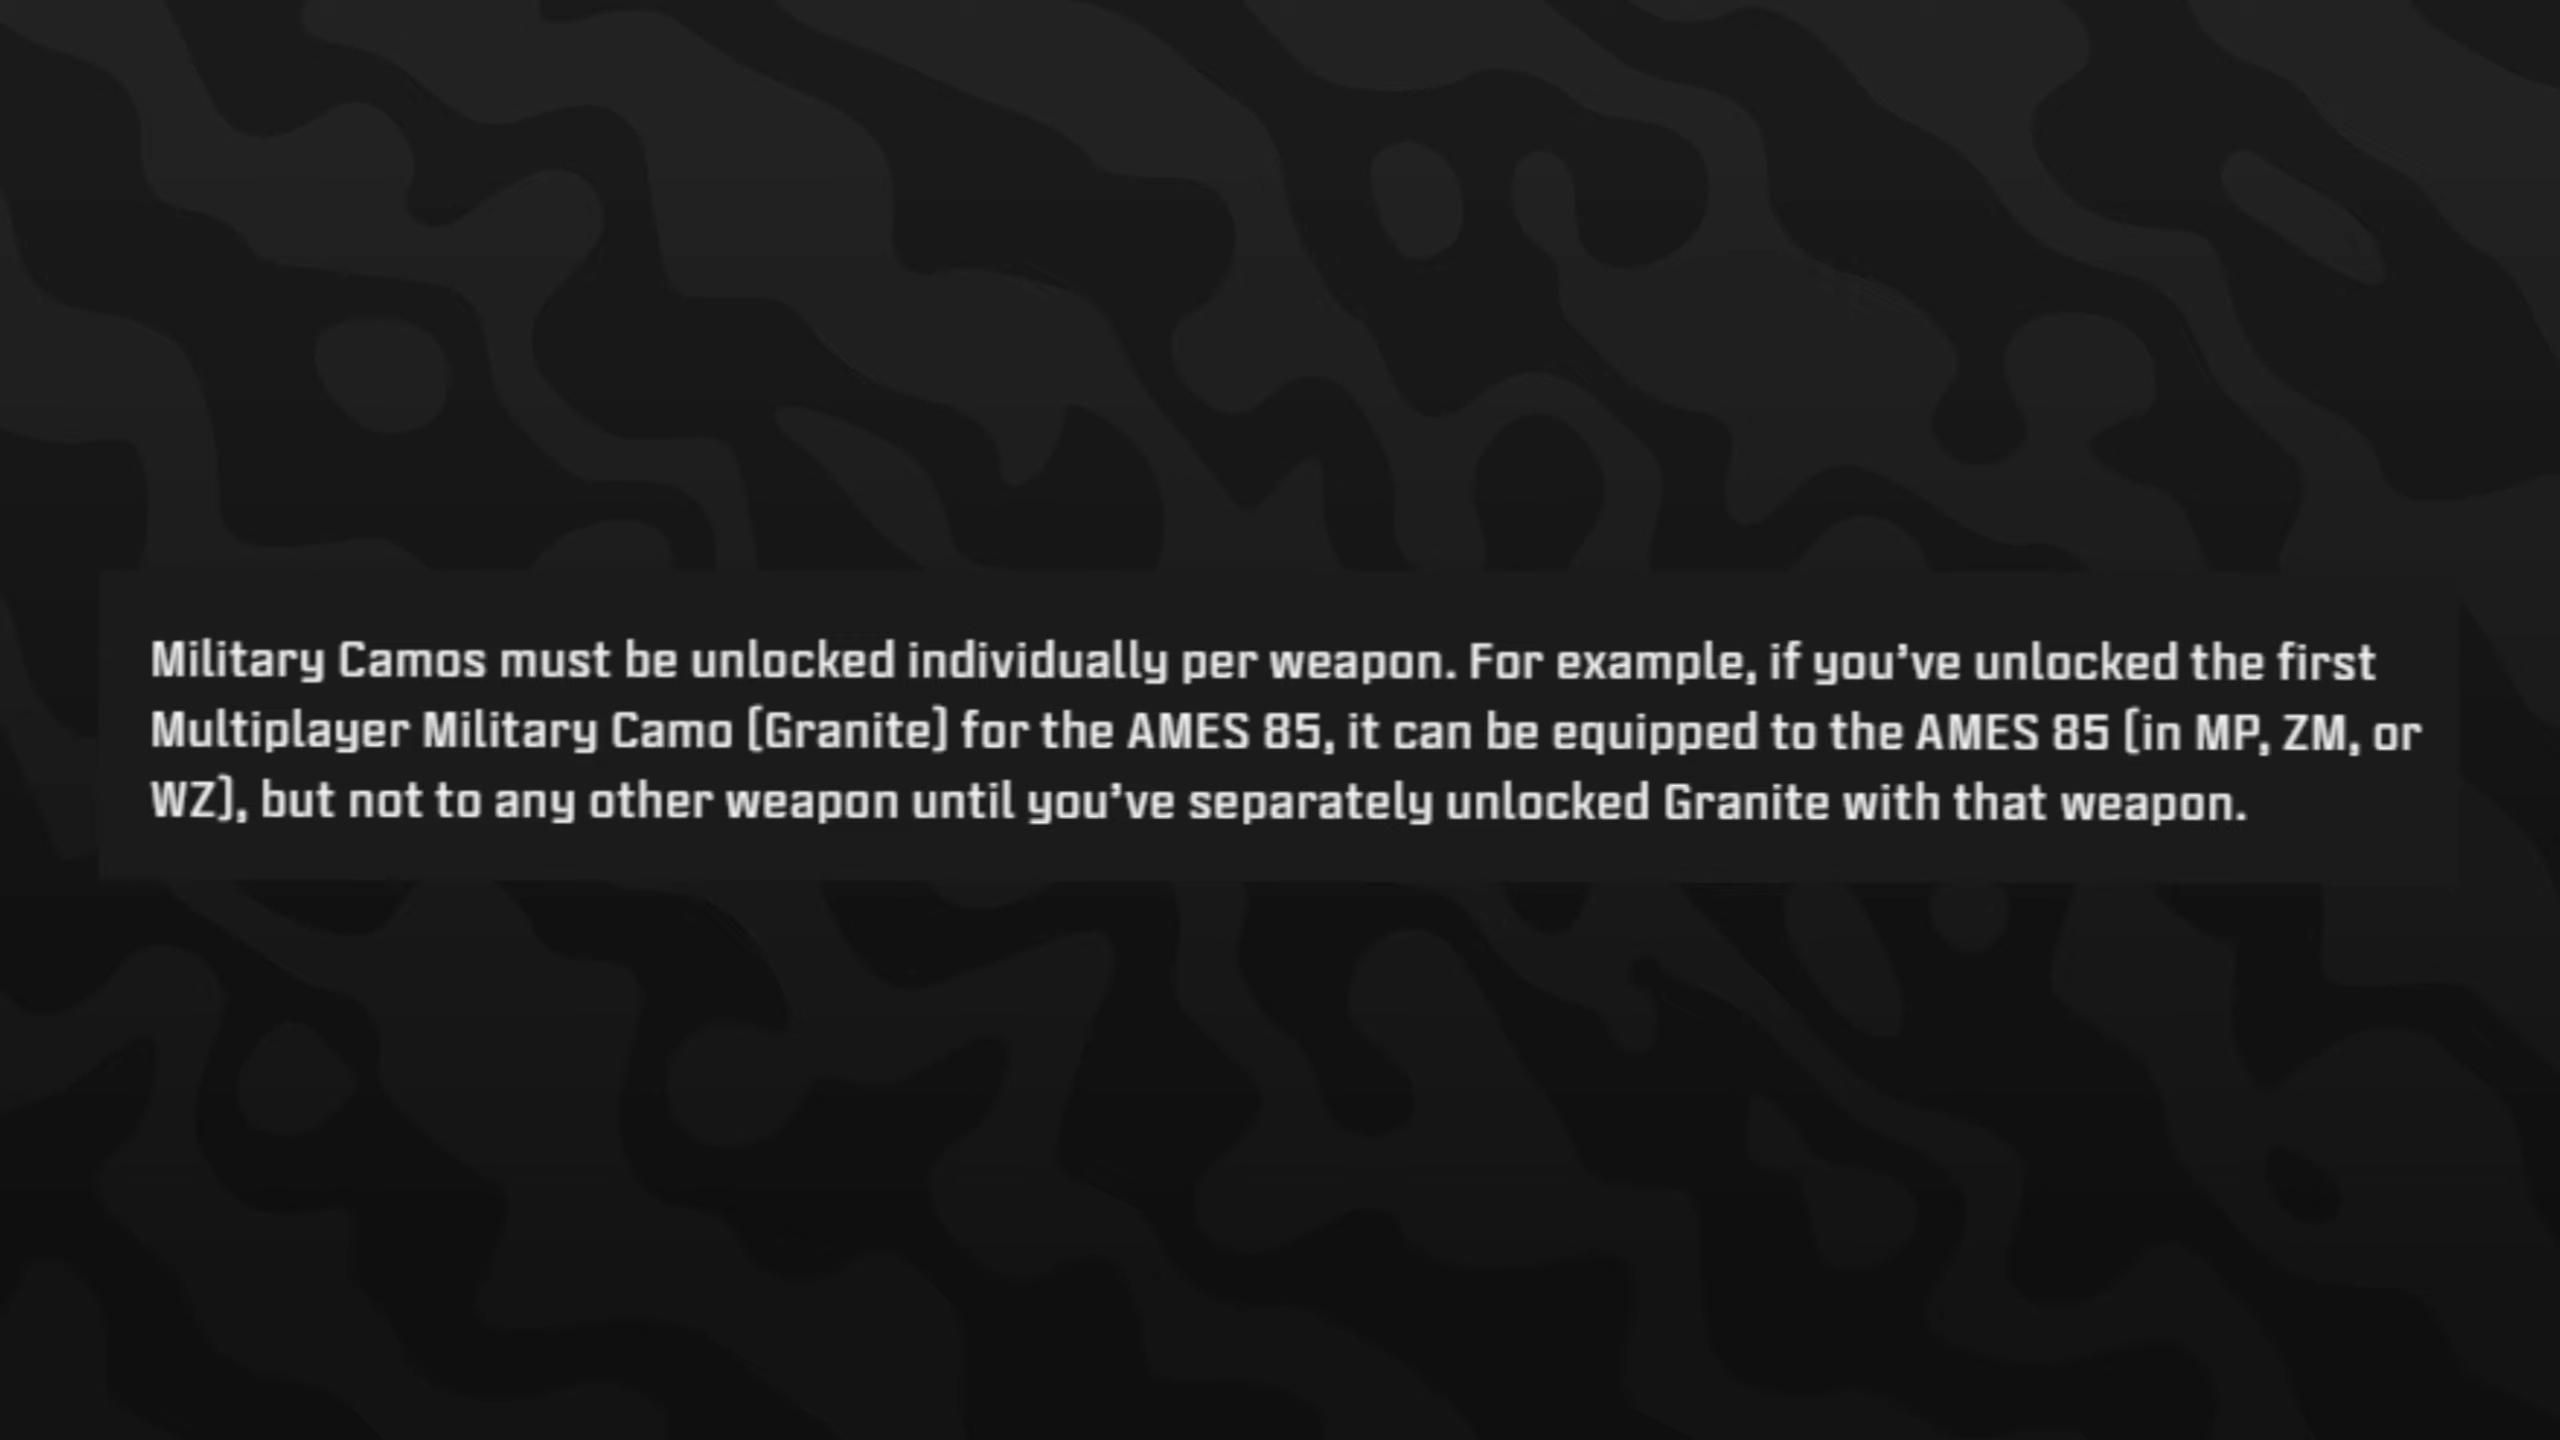 Military Camos must be unlocked individually per weapon. For example, if you’ve unlocked the first
Multiplayer Military Camo (Granite) for the AMES 85, it can be equipped to the AMES 85 (in MP, ZM, or
WZ), but not to any other weapon until you’ve separately unlocked Granite with that weapon.